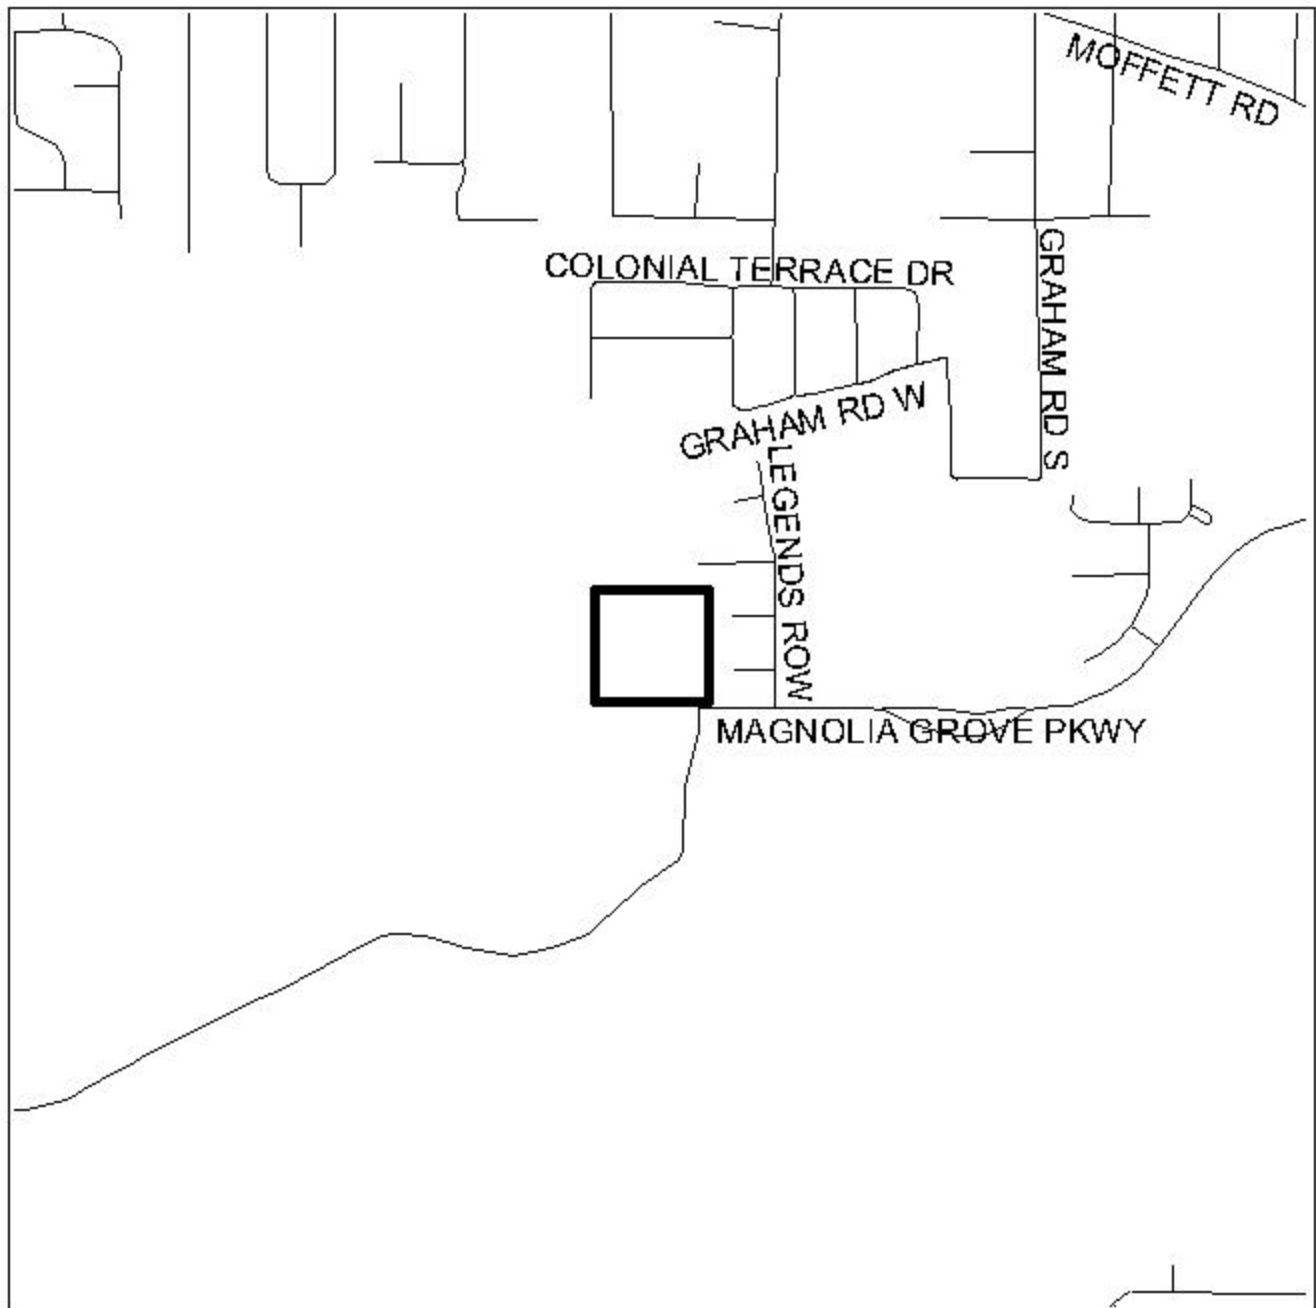 MOFFETT RD
COLONIAL TERRACE DR
GRAHAM RD S
GRAHAM RD W
LEGENDS ROW
MAGNOLIA GROVE PKWY